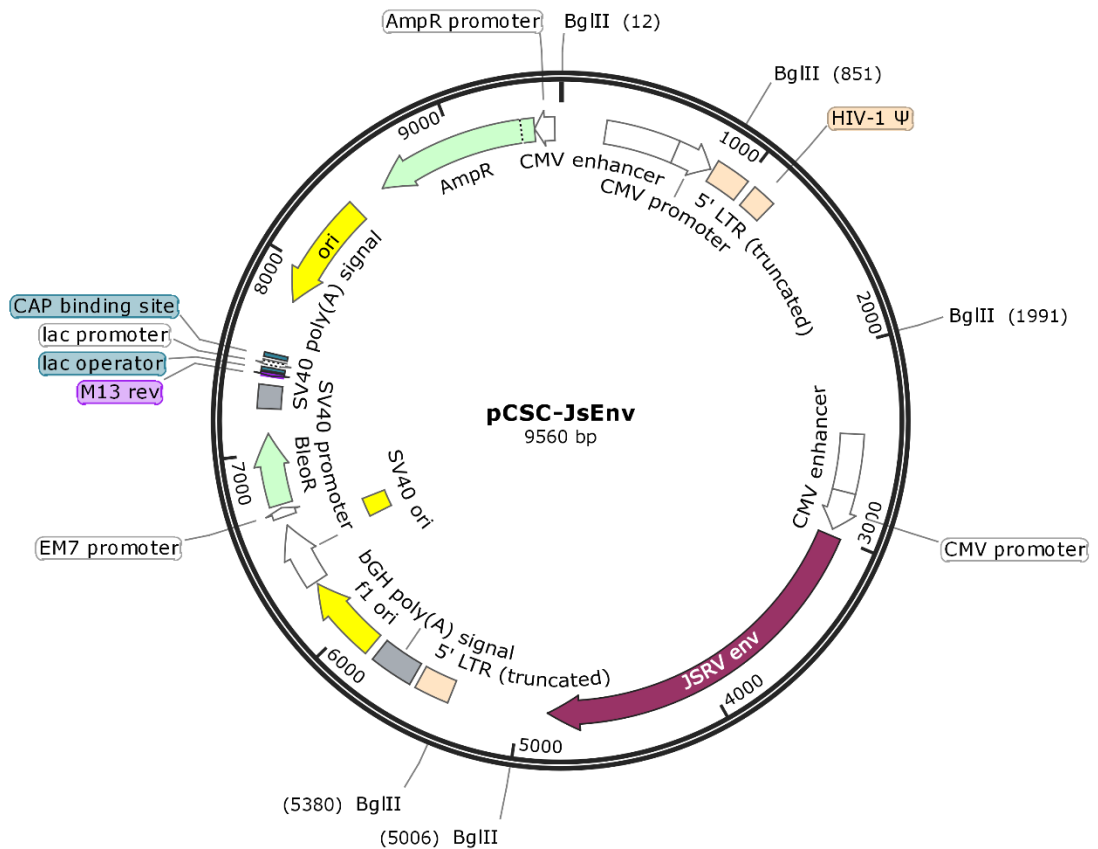 AmpR promoter
BglII (12)
BglII (851)
HIV-1 Ψ
9000
1000
CMV enhancer
CMV promoter
5' LTR (truncated)
AmpR
ori
8000
SV40 poly(A) signal
2000
BglII (1991)
CAP binding site
lac promoter
lac operator
M13 rev
pCSC-JsEnv
9560 bp
SV40 promoter
CMV enhancer
BleoR
7000
SV40 ori
3000
CMV promoter
EM7 promoter
bGH poly(A) signal
f1 ori
5' LTR (truncated)
6000
JSRV env
4000
5000
(5380) BglII
(5006) BglII